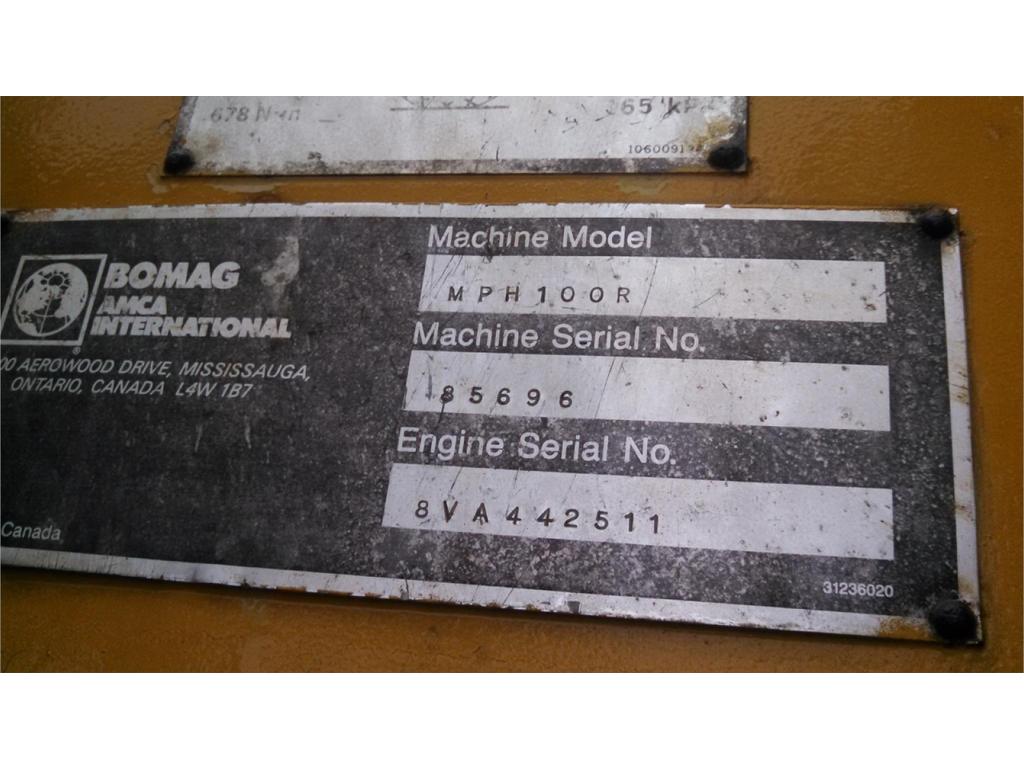 678 N·m
65 kP
10600912
BOMAG
AMCA
INTERNATIONAL
®
00 AEROWOOD DRIVE, MISSISSAUGA,
ONTARIO, CANADA L4W 1B7
Canada
Machine Model
MPH100R
Machine Serial No.
85696
Engine Serial No.
8VA442511
31236020